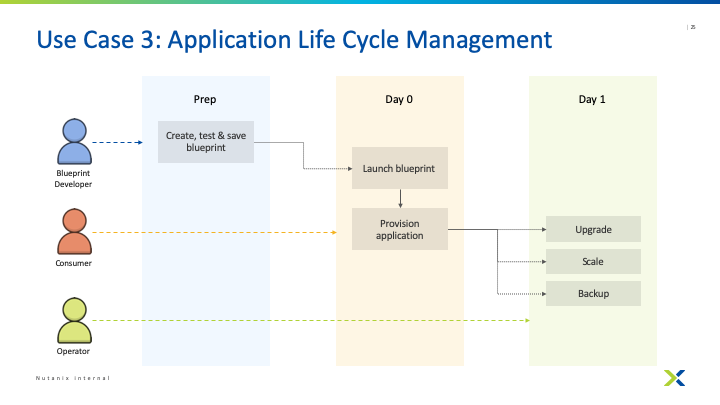 | 25
Use Case 3: Application Life Cycle Management
Prep
Day 0
Day 1
Create, test & save
blueprint
Launch blueprint
Blueprint
Developer
Provision
application
Upgrade
Consumer
Scale
Backup
Operator
Nutanix Internal